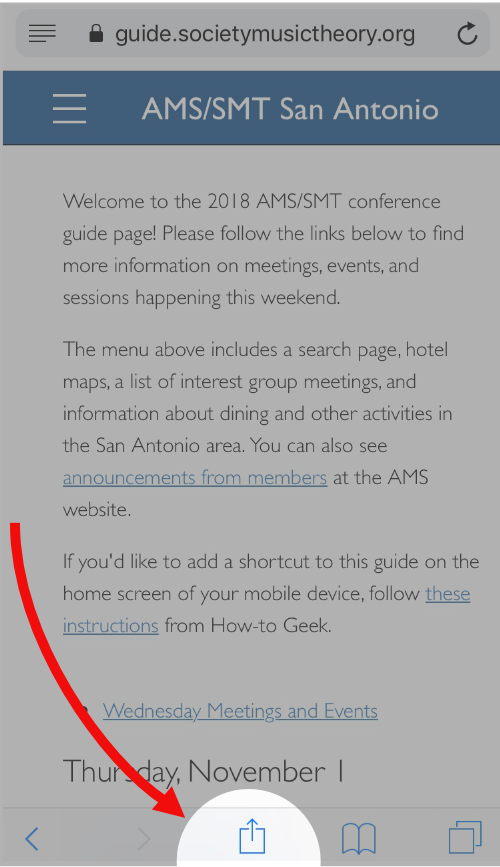 guide.societymusictheory.org
AMS/SMT San Antonio
Welcome to the 2018 AMS/SMT conference
guide page! Please follow the links below to find
more information on meetings, events, and
sessions happening this weekend.
The menu above includes a search page, hotel
maps, a list of interest group meetings, and
information about dining and other activities in
the San Antonio area. You can also see
announcements from members at the AMS
website.
If you'd like to add a shortcut to this guide on the
home screen of your mobile device, follow these
instructions from How-to Geek.
Wednesday Meetings and Events
Thursday, November 1